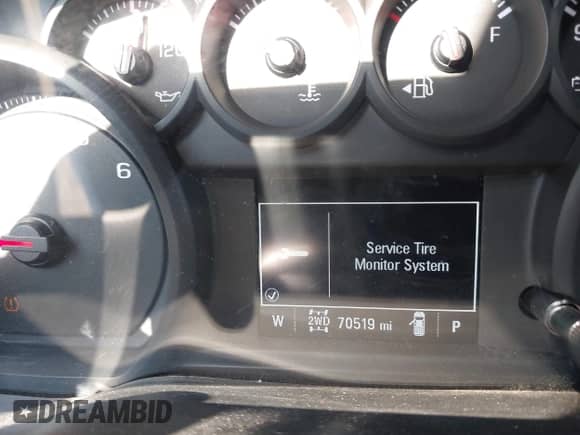 120
F
6
Service Tire
Monitor System
W 2WD 70519 mi P
DREAMBID